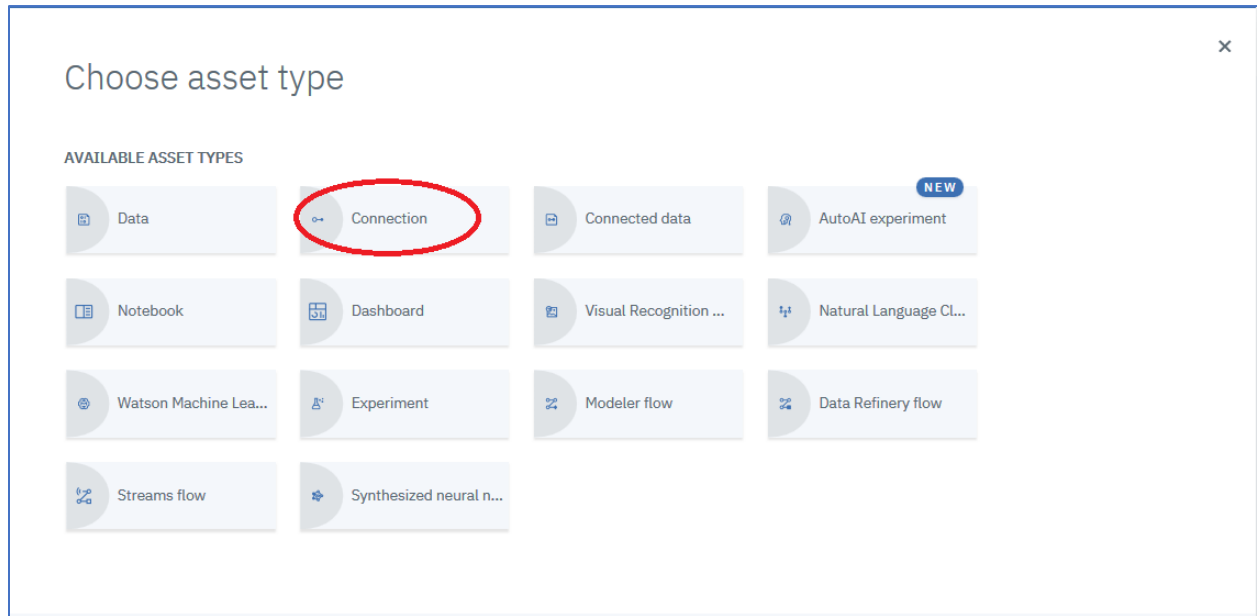 Choose asset type
AVAILABLE ASSET TYPES
NEW
Data
Connection
Connected data
AutoAI experiment
Notebook
Dashboard
Visual Recognition ...
Natural Language Cl...
Watson Machine Lea...
Experiment
Modeler flow
Data Refinery flow
Streams flow
Synthesized neural n...